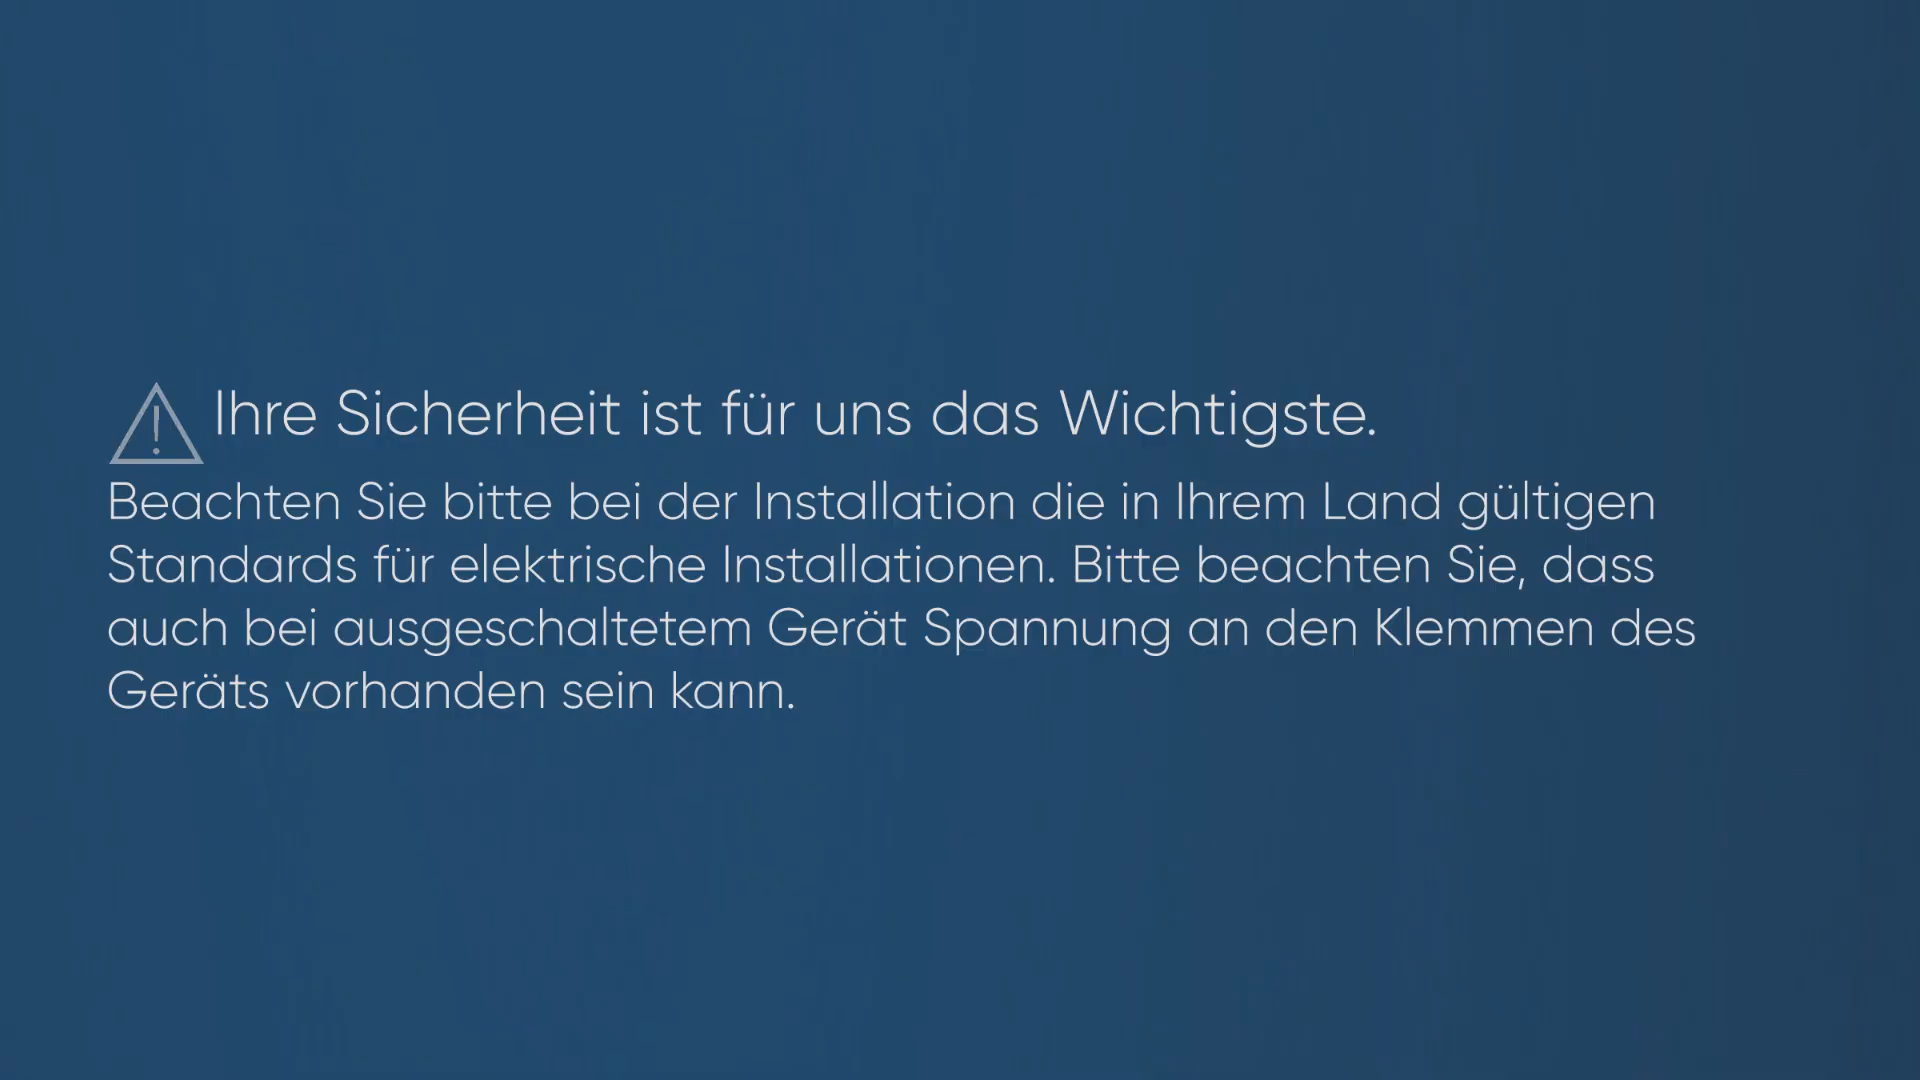 Ihre Sicherheit ist für uns das Wichtigste.
Beachten Sie bitte bei der Installation die in Ihrem Land gültigen
Standards für elektrische Installationen. Bitte beachten Sie, dass
auch bei ausgeschaltetem Gerät Spannung an den Klemmen des
Geräts vorhanden sein kann.